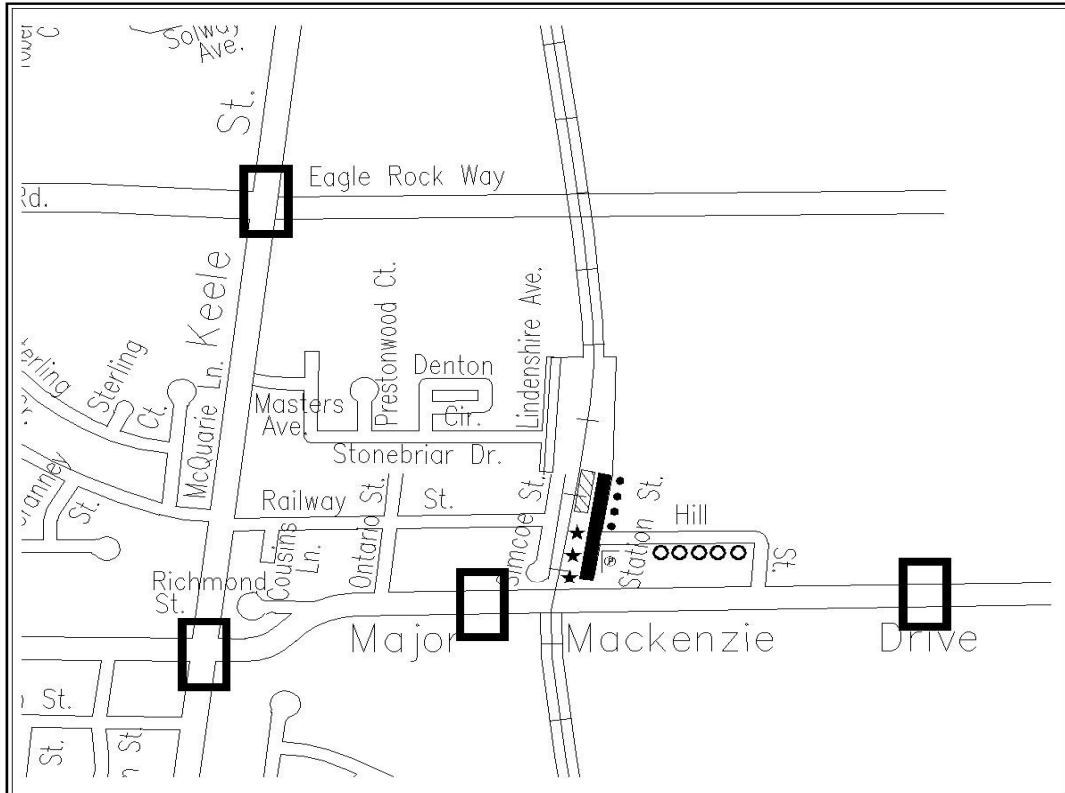 Solway
Ave.
Keele St.
Eagle Rock Way
Rd.
Sterling
Ct.
McQuarie Ln.
Masters
Ave.
Prestonwood Ct.
Denton
Cir.
Lindenshire Ave.
Stonebriar Dr.
Railway St.
Cousins
Ln.
Ontario St.
Simcoe St.
Station St.
Hill
St.
St.
Richmond
St.
Major Mackenzie Drive
St.
St.
St.